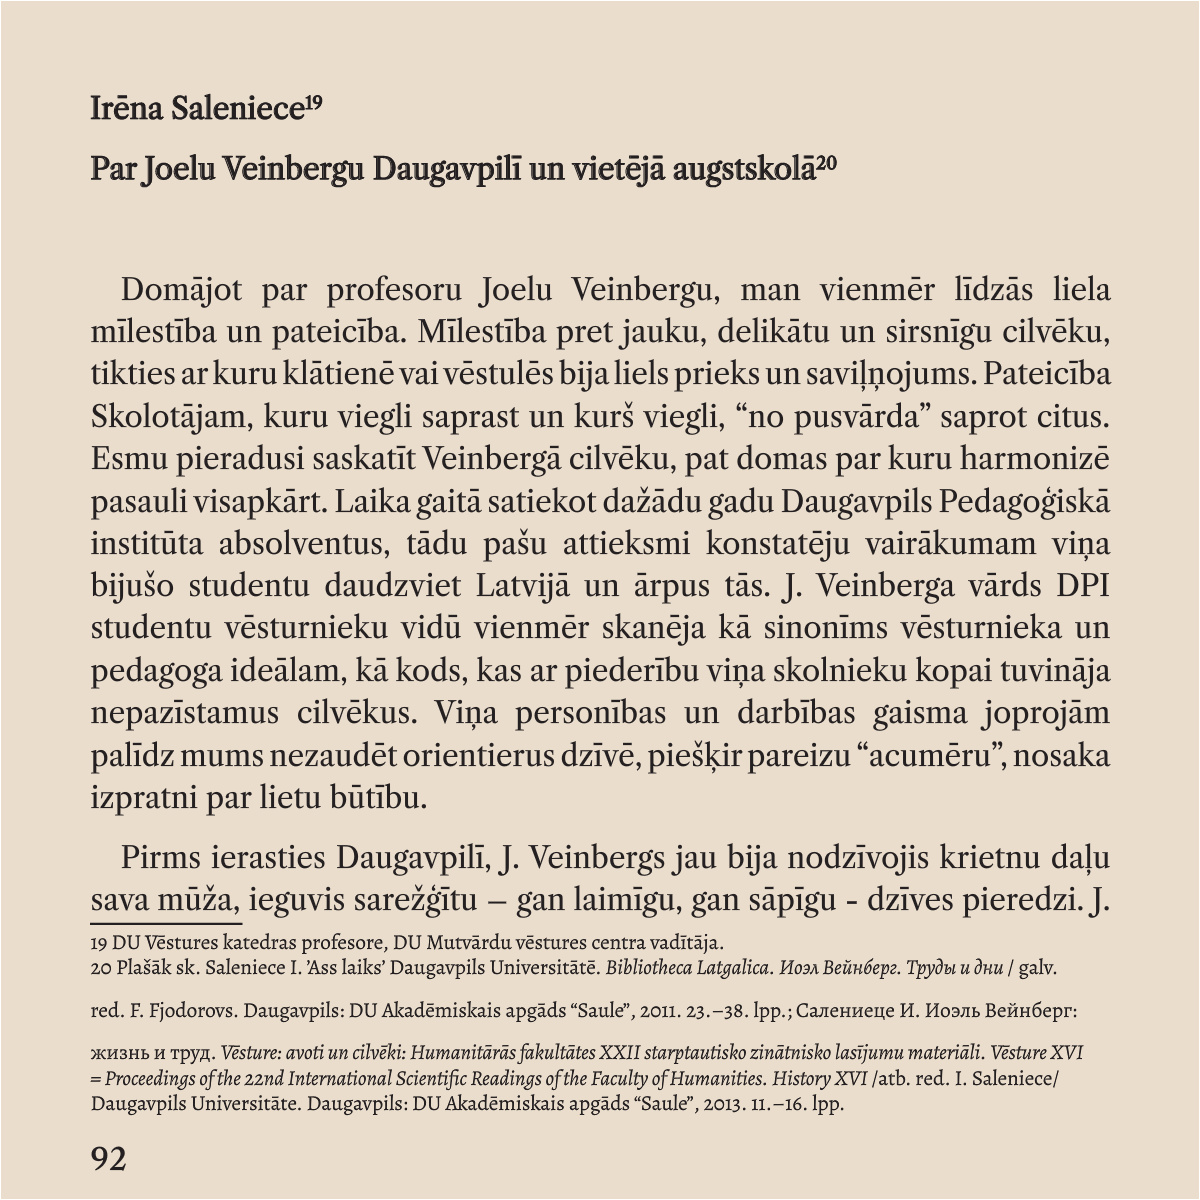 Irēna Saleniece¹⁹
Par Joelu Veinbergu Daugavpilī un vietējā augstskolā²⁰
Domājot par profesoru Joelu Veinbergu, man vienmēr līdzās liela
mīlestība un pateicība. Mīlestība pret jauku, delikātu un sirsnīgu cilvēku,
tikties ar kuru klātienē vai vēstulēs bija liels prieks un saviļņojums. Pateicība
Skolotājam, kuru viegli saprast un kurš viegli, “no pusvārda” saprot citus.
Esmu pieradusi saskatīt Veinbergā cilvēku, pat domas par kuru harmonizē
pasauli visapkārt. Laika gaitā satiekot dažādu gadu Daugavpils Pedagoģiskā
institūta absolventus, tādu pašu attieksmi konstatēju vairākumam viņa
bijušo studentu daudzviet Latvijā un ārpus tās. J. Veinberga vārds DPI
studentu vēsturnieku vidū vienmēr skanēja kā sinonīms vēsturnieka un
pedagoga ideālam, kā kods, kas ar piederību viņa skolnieku kopai tuvināja
nepazīstamus cilvēkus. Viņa personības un darbības gaisma joprojām
palīdz mums nezaudēt orientierus dzīvē, piešķir pareizu “acumēru”, nosaka
izpratni par lietu būtību.
Pirms ierasties Daugavpilī, J. Veinbergs jau bija nodzīvojis krietnu daļu
sava mūža, ieguvis sarežģītu – gan laimīgu, gan sāpīgu - dzīves pieredzi. J.
19 DU Vēstures katedras profesore, DU Mutvārdu vēstures centra vadītāja.
20 Plašāk sk. Saleniece I. ’Ass laiks’ Daugavpils Universitātē. Bibliotheca Latgalica. Иоэл Вейнберг. Труды и дни / galv.
red. F. Fjodorovs. Daugavpils: DU Akadēmiskais apgāds “Saule”, 2011. 23.–38. lpp.; Салениеце И. Иоэль Вейнберг:
жизнь и труд. Vēsture: avoti un cilvēki: Humanitārās fakultātes XXII starptautisko zinātnisko lasījumu materiāli. Vēsture XVI
= Proceedings of the 22nd International Scientific Readings of the Faculty of Humanities. History XVI /atb. red. I. Saleniece/
Daugavpils Universitāte. Daugavpils: DU Akadēmiskais apgāds “Saule”, 2013. 11.–16. lpp.
92